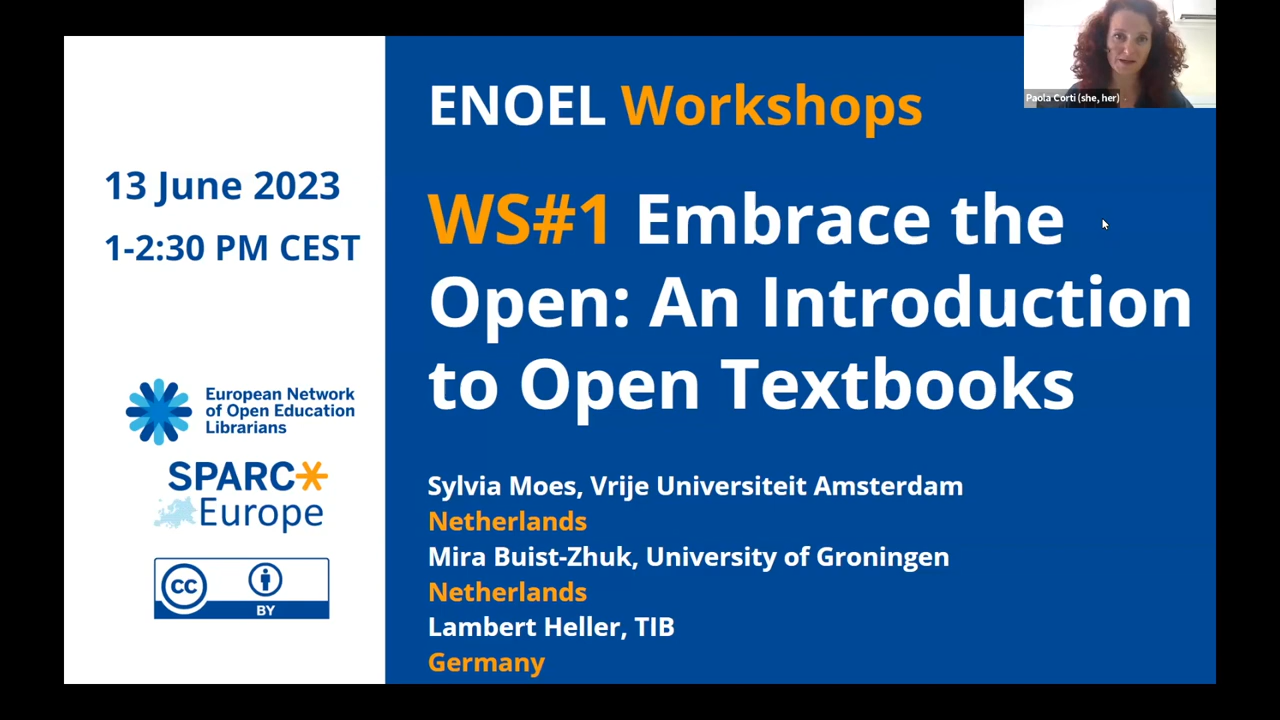 ENOEL Workshops
13 June 2023
1-2:30 PM CEST
WS#1 Embrace the
Open: An Introduction
to Open Textbooks
European Network
of Open Education
Librarians
SPARC
Europe
CC
BY
Sylvia Moes, Vrije Universiteit Amsterdam
Netherlands
Mira Buist-Zhuk, University of Groningen
Netherlands
Lambert Heller, TIB
Germany
Paola Corti (she, her)